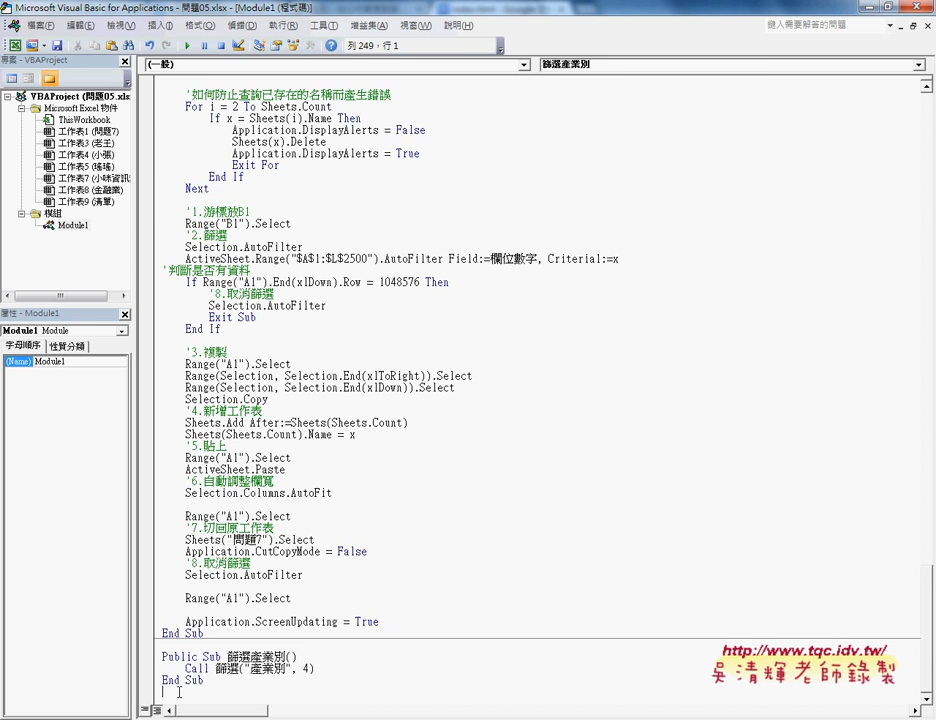 Microsoft Visual Basic for Applications - 問題05.xlsx - [Module1 (程式碼)]
檔案(F) 編輯(E) 檢視(V) 插入(I) 格式(O) 偵錯(D) 執行(R) 工具(T) 增益集(A) 視窗(W) 說明(H)
鍵入需要解答的問題
列 249，行 1
專案 - VBAProject
(一般)
篩選產業別
VBAProject (問題05.xls
Microsoft Excel 物件
ThisWorkbook
工作表1 (問題7)
工作表3 (老王)
工作表4 (小張)
工作表5 (瑤瑤)
工作表7 (小咪資訊
工作表8 (金融業)
工作表9 (清單)
模組
Module1
屬性 - Module1
Module1 Module
字母順序 性質分類
(Name) Module1
'如何防止查詢已存在的名稱而產生錯誤
For i = 2 To Sheets.Count
If x = Sheets(i).Name Then
Application.DisplayAlerts = False
Sheets(x).Delete
Application.DisplayAlerts = True
Exit For
End If
Next
'1.游標放B1
Range("B1").Select
'2.篩選
Selection.AutoFilter
ActiveSheet.Range("$A$1:$L$2500").AutoFilter Field:=欄位數字, Criteria1:=x
'判斷是否有資料
If Range("A1").End(xlDown).Row = 1048576 Then
'8.取消篩選
Selection.AutoFilter
Exit Sub
End If
'3.複製
Range("A1").Select
Range(Selection, Selection.End(xlToRight)).Select
Range(Selection, Selection.End(xlDown)).Select
Selection.Copy
'4.新增工作表
Sheets.Add After:=Sheets(Sheets.Count)
Sheets(Sheets.Count).Name = x
'5.貼上
Range("A1").Select
ActiveSheet.Paste
'6.自動調整欄寬
Selection.Columns.AutoFit
Range("A1").Select
'7.切回原工作表
Sheets("問題7").Select
Application.CutCopyMode = False
'8.取消篩選
Selection.AutoFilter
Range("A1").Select
Application.ScreenUpdating = True
End Sub
Public Sub 篩選產業別()
Call 篩選("產業別", 4)
End Sub
http://www.tqc.idv.tw/
吳清輝老師錄製